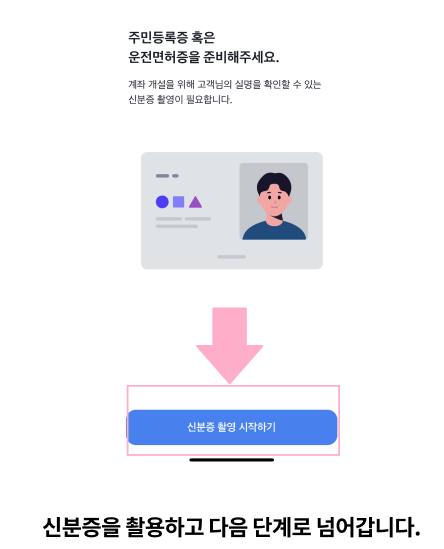 주민등록증 혹은
운전면허증을 준비해주세요.
계좌 개설을 위해 고객님의 실명을 확인할 수 있는
신분증 촬영이 필요합니다.
신분증 촬영 시작하기
신분증을 활용하고 다음 단계로 넘어갑니다.